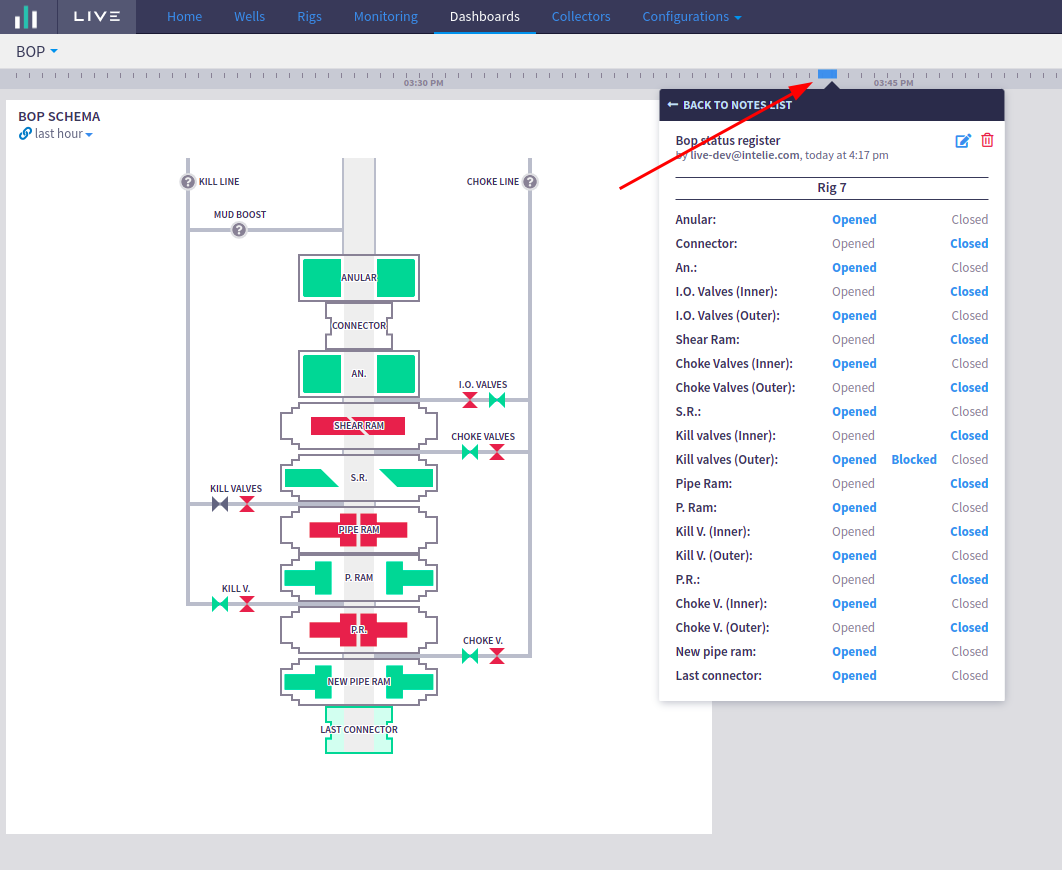 LIVE Home Wells Rigs Monitoring Dashboards Collectors Configurations
BOP
03:30 PM 03:45 PM
BOP SCHEMA
last hour
? KILL LINE
CHOKE LINE ?
MUD BOOST
?
ANULAR
CONNECTOR
AN.
I.O. VALVES
SHEAR RAM
CHOKE VALVES
S.R.
KILL VALVES
PIPE RAM
P. RAM
KILL V.
P.R.
CHOKE V.
NEW PIPE RAM
LAST CONNECTOR
BACK TO NOTES LIST
Bop status register
by live-dev@intelie.com, today at 4:17 pm
Rig 7
Anular: Opened Closed
Connector: Opened Closed
An.: Opened Closed
I.O. Valves (Inner): Opened Closed
I.O. Valves (Outer): Opened Closed
Shear Ram: Opened Closed
Choke Valves (Inner): Opened Closed
Choke Valves (Outer): Opened Closed
S.R.: Opened Closed
Kill valves (Inner): Opened Closed
Kill valves (Outer): Opened Blocked Closed
Pipe Ram: Opened Closed
P. Ram: Opened Closed
Kill V. (Inner): Opened Closed
Kill V. (Outer): Opened Closed
P.R.: Opened Closed
Choke V. (Inner): Opened Closed
Choke V. (Outer): Opened Closed
New pipe ram: Opened Closed
Last connector: Opened Closed